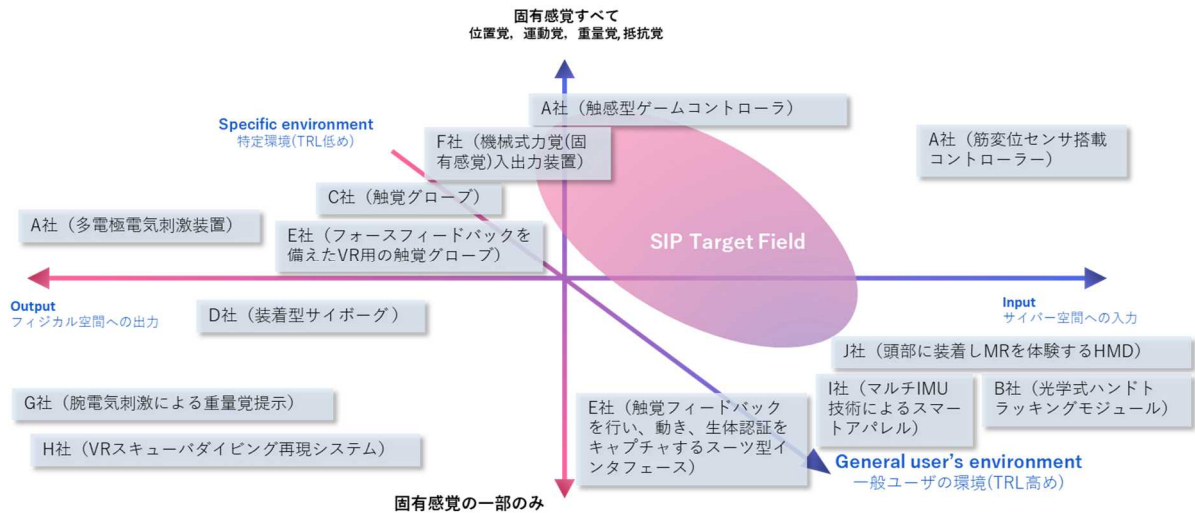 固有感覚すべて
位置覚，運動覚，重量覚,抵抗覚
A社（触感型ゲームコントローラ）
Specific environment
特定環境(TRL低め)
F社（機械式力覚(固
有感覚)入出力装置）
A社（筋変位センサ搭載
コントローラー）
C社（触覚グローブ）
A社（多電極電気刺激装置）
E社（フォースフィードバックを
備えたVR用の触覚グローブ）
SIP Target Field
Output
フィジカル空間への出力
D社（装着型サイボーグ ）
Input
サイバー空間への入力
J社（頭部に装着しMRを体験するHMD）
G社（腕電気刺激による重量覚提示）
E社（触覚フィードバック
を行い、動き、生体認証を
キャプチャするスーツ型イ
ンタフェース）
I社（マルチIMU
技術によるスマー
トアパレル）
B社（光学式ハンドト
ラッキングモジュール）
H社（VRスキューバダイビング再現システム）
General user's environment
一般ユーザの環境(TRL高め)
固有感覚の一部のみ